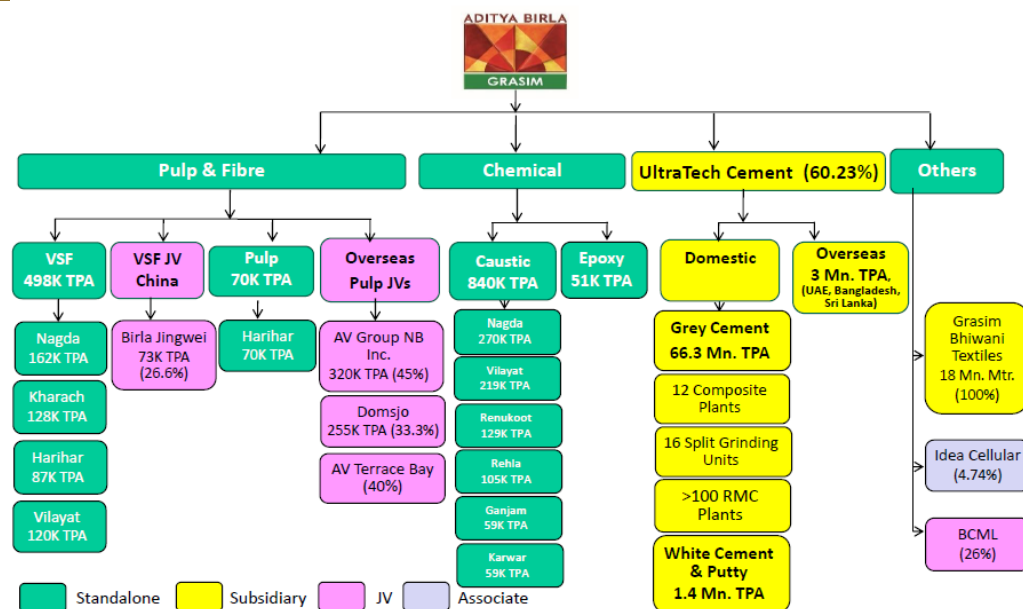 ADITYA BIRLA
GRASIM
Pulp & Fibre
Chemical
UltraTech Cement (60.23%)
Others
VSF
498K TPA
VSF JV
China
Pulp
70K TPA
Overseas
Pulp JVs
Caustic
840K TPA
Epoxy
51K TPA
Domestic
Overseas
3 Mn. TPA,
(UAE, Bangladesh,
Sri Lanka)
Nagda
162K TPA
Kharach
128K TPA
Harihar
87K TPA
Vilayat
120K TPA
Birla Jingwei
73K TPA
(26.6%)
Harihar
70K TPA
AV Group NB
Inc.
320K TPA (45%)
Domsjo
255K TPA (33.3%)
AV Terrace Bay
(40%)
Nagda
270K TPA
Vilayat
219K TPA
Renukoot
129K TPA
Rehla
105K TPA
Ganjam
59K TPA
Karwar
59K TPA
Grey Cement
66.3 Mn. TPA
12 Composite
Plants
16 Split Grinding
Units
>100 RMC
Plants
White Cement
& Putty
1.4 Mn. TPA
Grasim
Bhiwani
Textiles
18 Mn. Mtr.
(100%)
Idea Cellular
(4.74%)
BCML
(26%)
Standalone
Subsidiary
JV
Associate